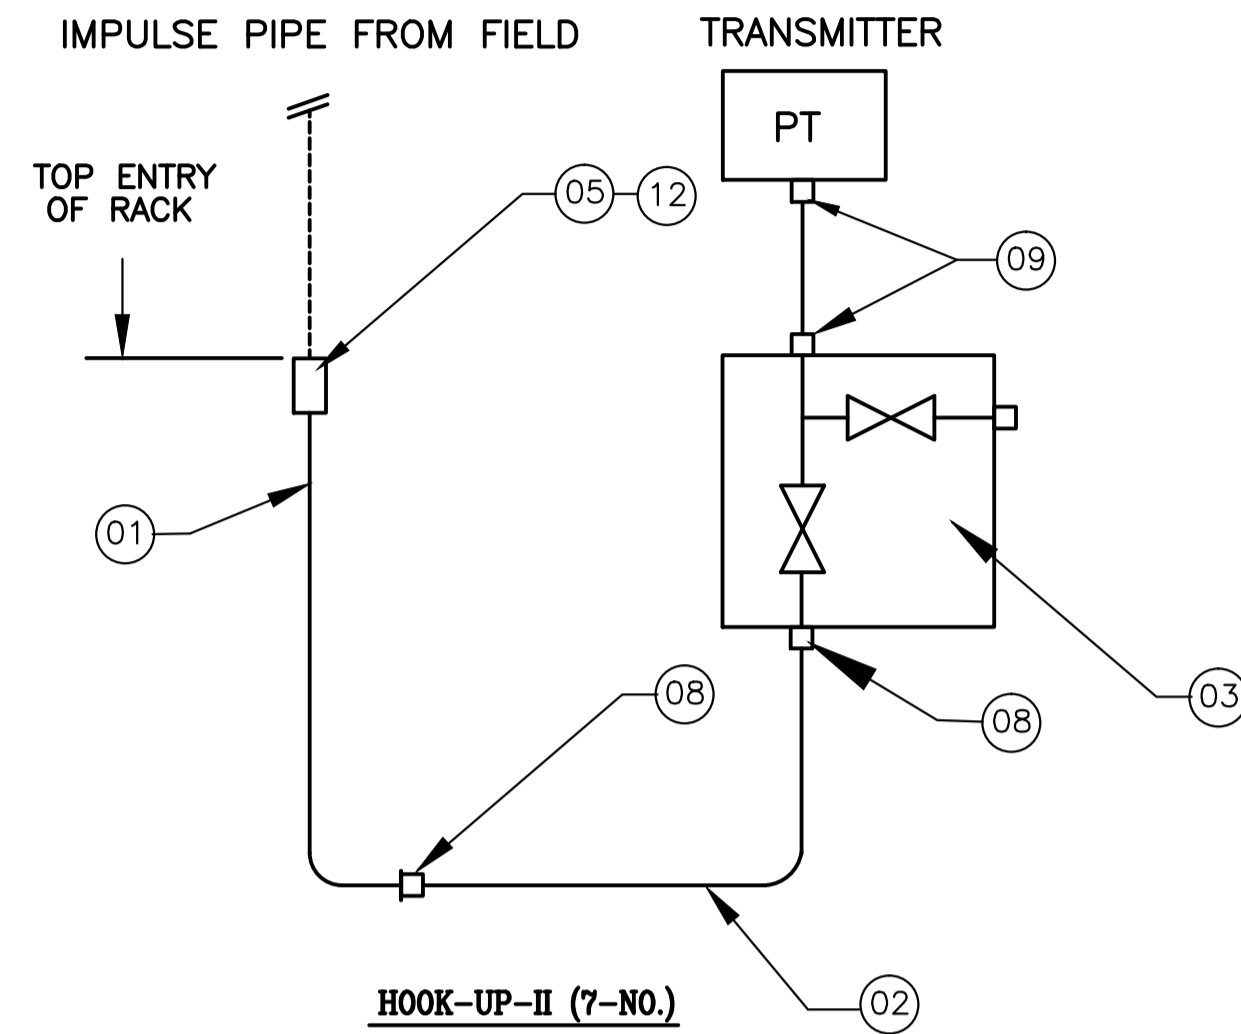 IMPULSE PIPE FROM FIELD
TRANSMITTER
PT
TOP ENTRY
OF RACK
05
12
09
01
08
08
03
02
HOOK-UP-II (7-NO.)